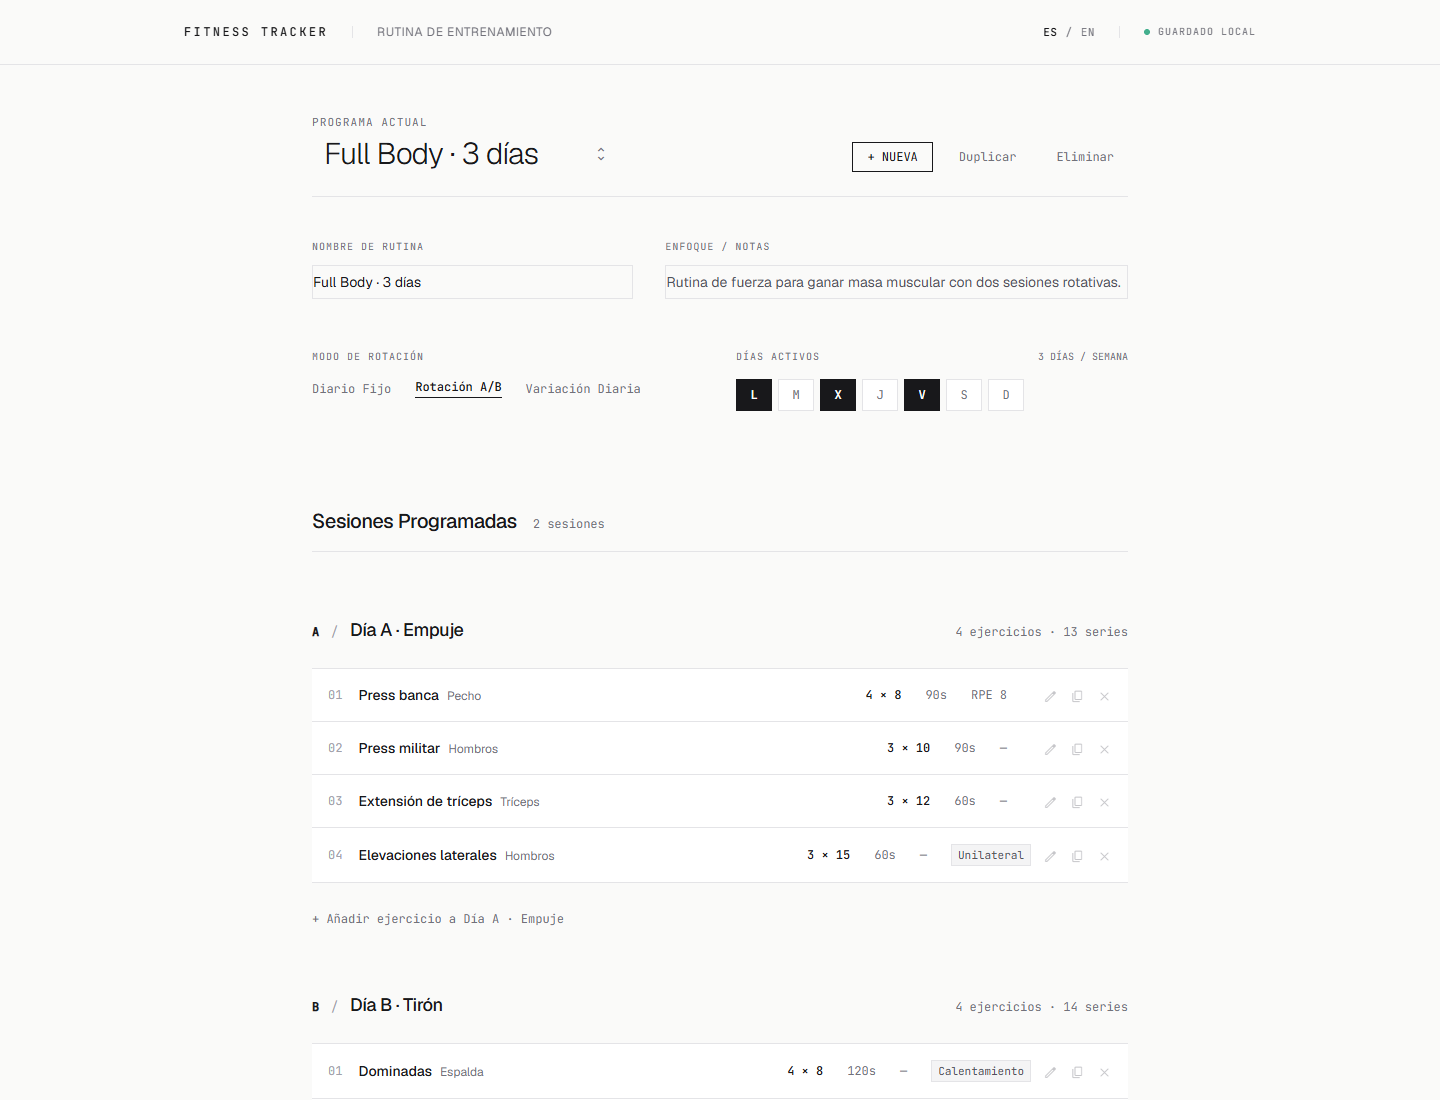 FITNESS TRACKER
RUTINA DE ENTRENAMIENTO
ES / EN
GUARDADO LOCAL
PROGRAMA ACTUAL
Full Body · 3 días
+ NUEVA
Duplicar
Eliminar
NOMBRE DE RUTINA
Full Body · 3 días
ENFOQUE / NOTAS
Rutina de fuerza para ganar masa muscular con dos sesiones rotativas.
MODO DE ROTACIÓN
Diario Fijo
Rotación A/B
Variación Diaria
DÍAS ACTIVOS
3 DÍAS / SEMANA
L M X J V S D
Sesiones Programadas 2 sesiones
A / Día A · Empuje
4 ejercicios · 13 series
01 Press banca Pecho 4 × 8 90s RPE 8
02 Press militar Hombros 3 × 10 90s —
03 Extensión de tríceps Tríceps 3 × 12 60s —
04 Elevaciones laterales Hombros 3 × 15 60s — Unilateral
+ Añadir ejercicio a Día A · Empuje
B / Día B · Tirón
4 ejercicios · 14 series
01 Dominadas Espalda 4 × 8 120s — Calentamiento